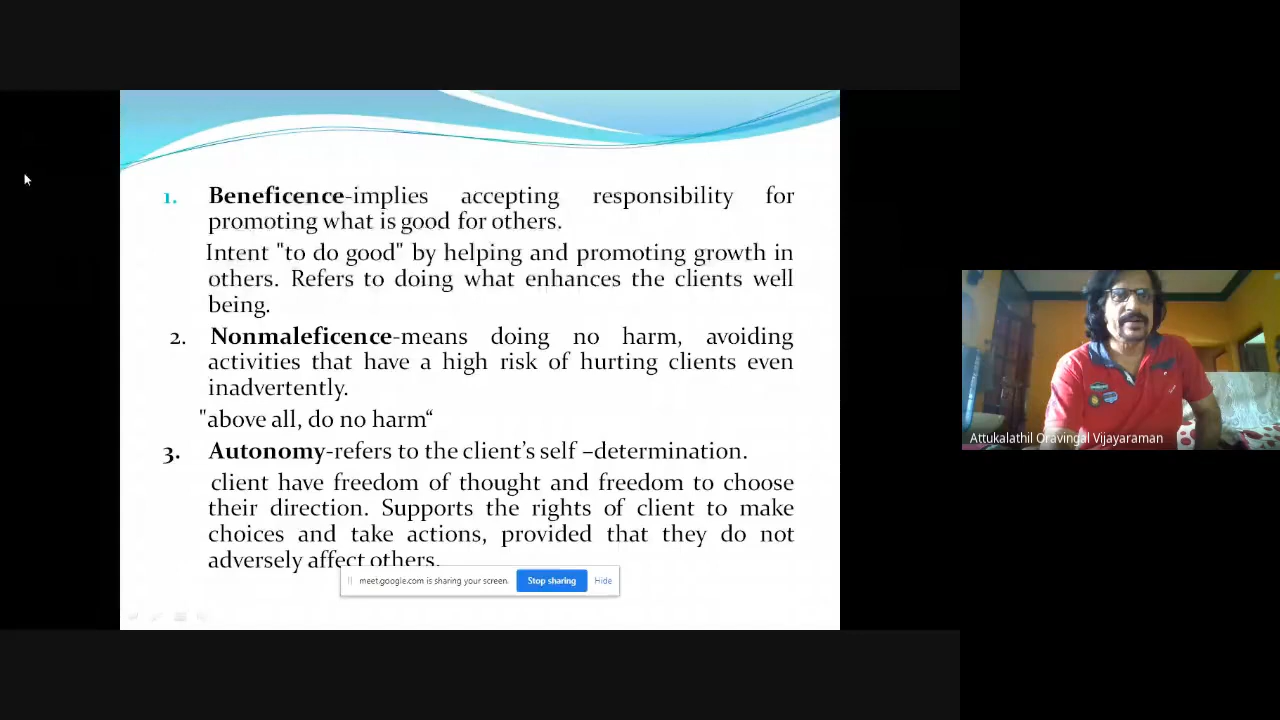 1. Beneficence-implies accepting responsibility for
promoting what is good for others.
Intent "to do good" by helping and promoting growth in
others. Refers to doing what enhances the clients well
being.
2. Nonmaleficence-means doing no harm, avoiding
activities that have a high risk of hurting clients even
inadvertently.
"above all, do no harm“
3. Autonomy-refers to the client’s self –determination.
client have freedom of thought and freedom to choose
their direction. Supports the rights of client to make
choices and take actions, provided that they do not
adversely affect others.
meet.google.com is sharing your screen. Stop sharing Hide
Attukalathil Oravingal Vijayaraman